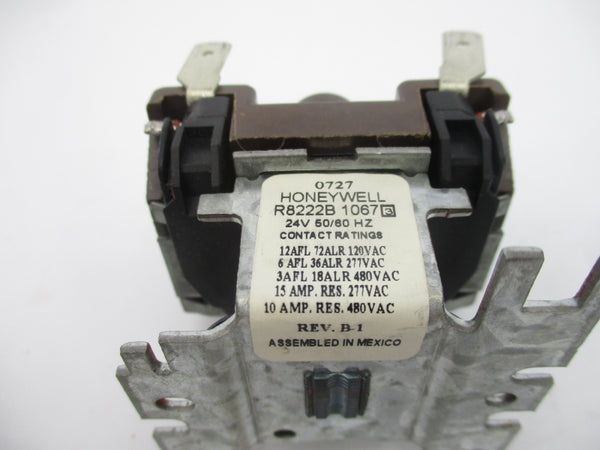 0727
HONEYWELL
R8222B 1067 3
24V 50/60 HZ
CONTACT RATINGS
12AFL 72ALR 120VAC
6 AFL 36ALR 277VAC
3AFL 18ALR 480VAC
15 AMP. RES. 277VAC
10 AMP. RES. 480VAC
REV. B-1
ASSEMBLED IN MEXICO